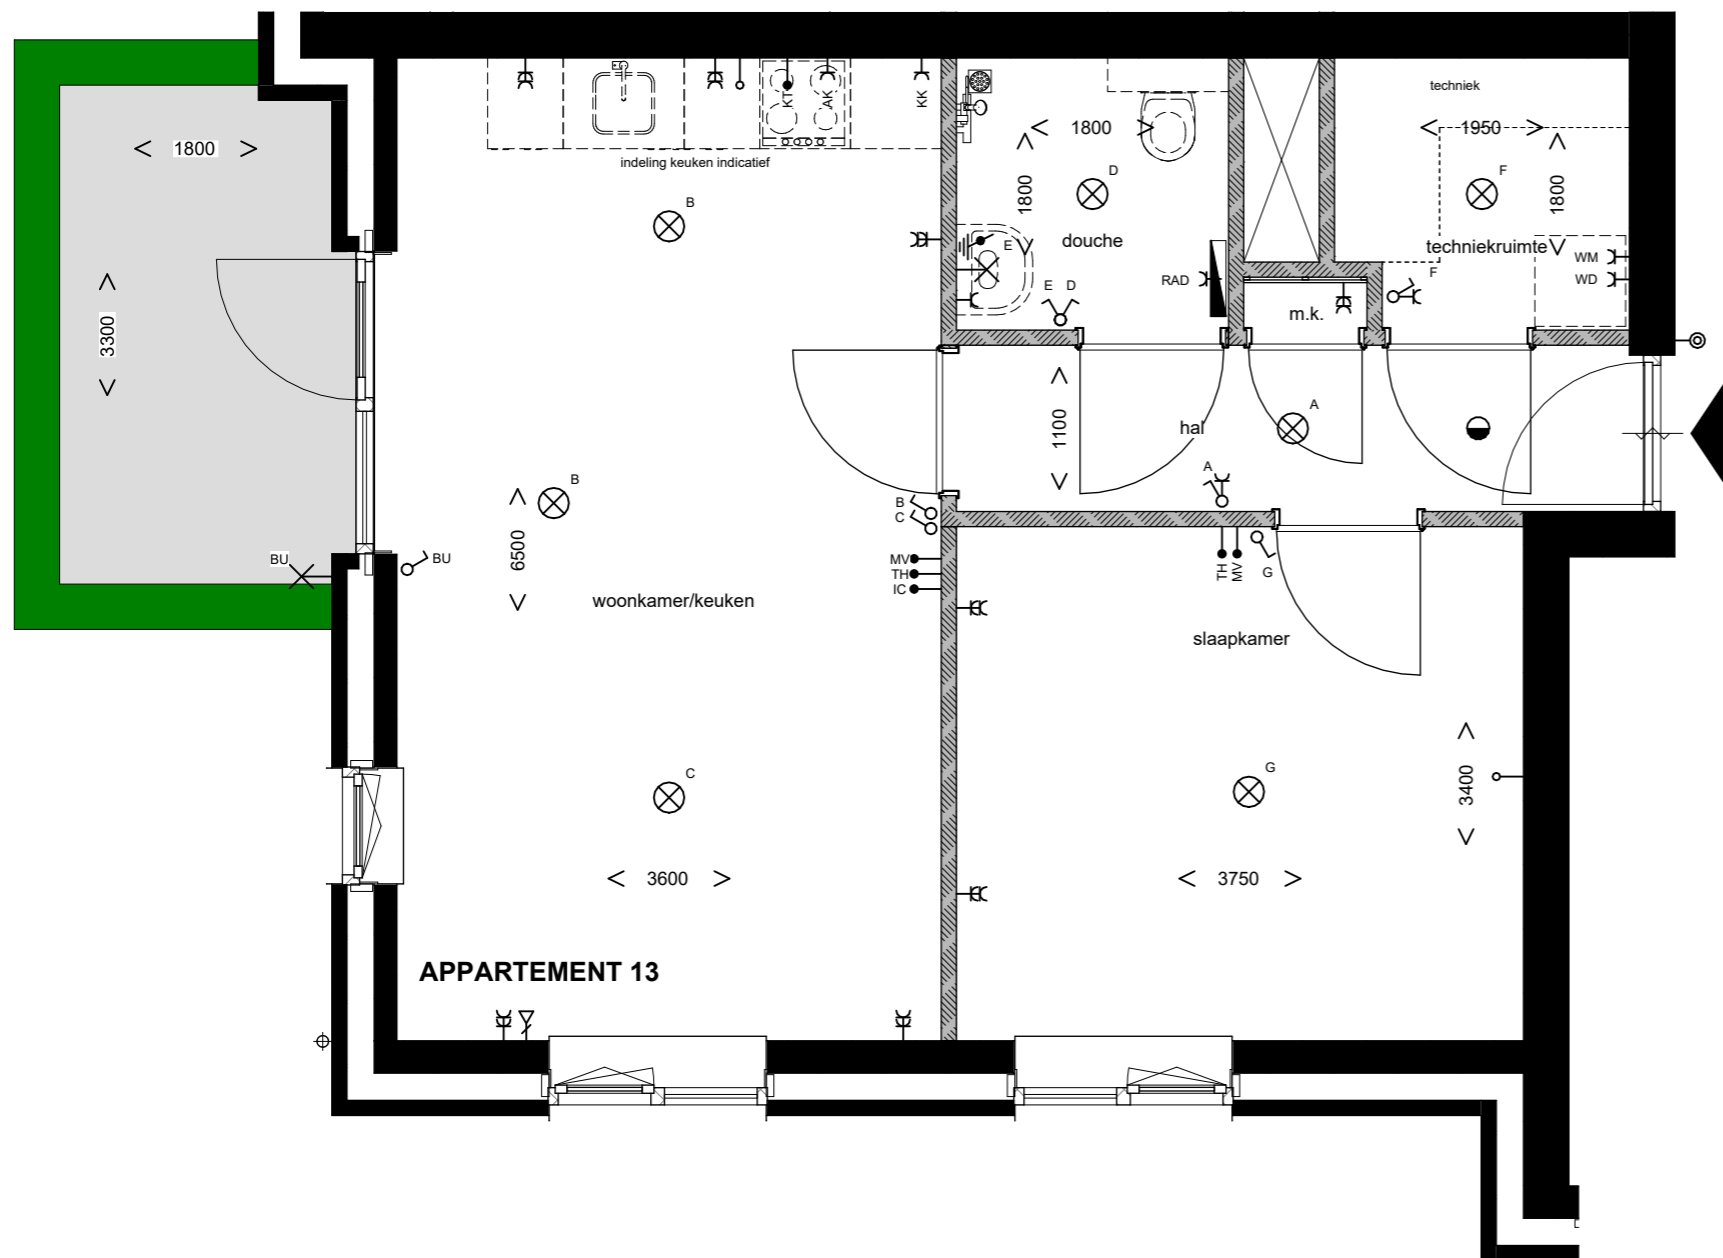 techniek
KT
AK
KK
1800
1800
1950
indeling keuken indicatief
1800
1800
B
D
F
E
douche
techniekruimte
WM
WD
RAD
F
E D
m.k.
3300
1100
hal
A
A
B
B
C
6500
BU
BU
MV
TH
IC
TH
MV
G
woonkamer/keuken
slaapkamer
C
G
3400
3600
3750
APPARTEMENT 13